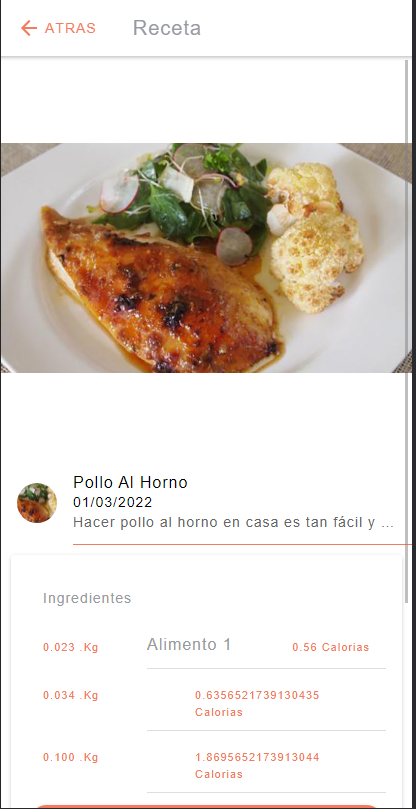 ATRAS Receta
Pollo Al Horno
01/03/2022
Hacer pollo al horno en casa es tan fácil y ...
Ingredientes
0.023 .Kg Alimento 1 0.56 Calorias
0.034 .Kg 0.6356521739130435
Calorias
0.100 .Kg 1.8695652173913044
Calorias